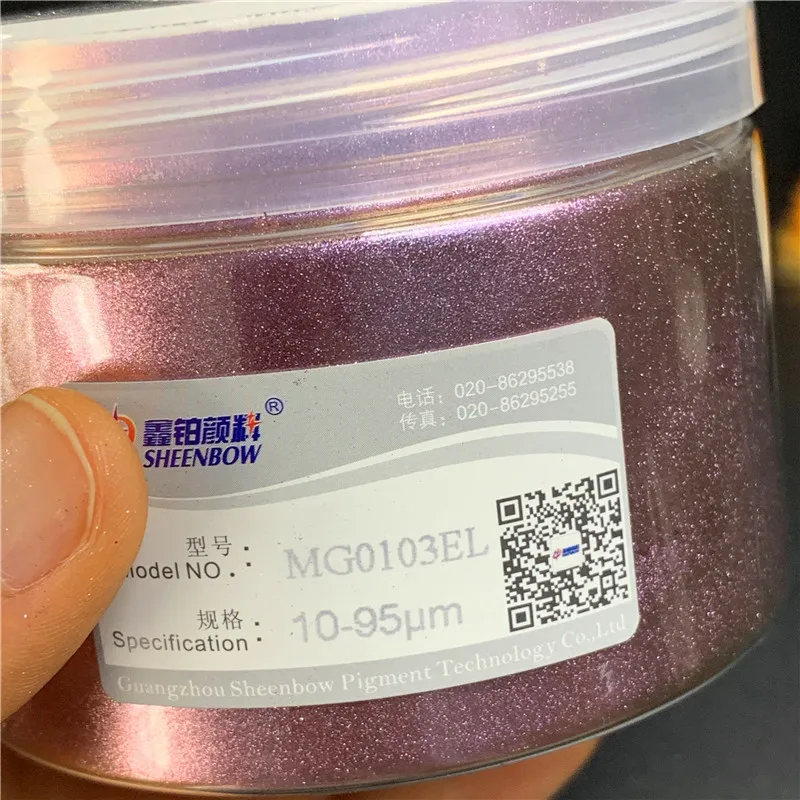 鑫铂颜料®
SHEENBOW
电话：020-86295538
传真：020-86295255
型号：
Model NO.：
MG0103EL
规格：
Specification：
10-95μm
Guangzhou Sheenbow Pigment Technology Co.,Ltd